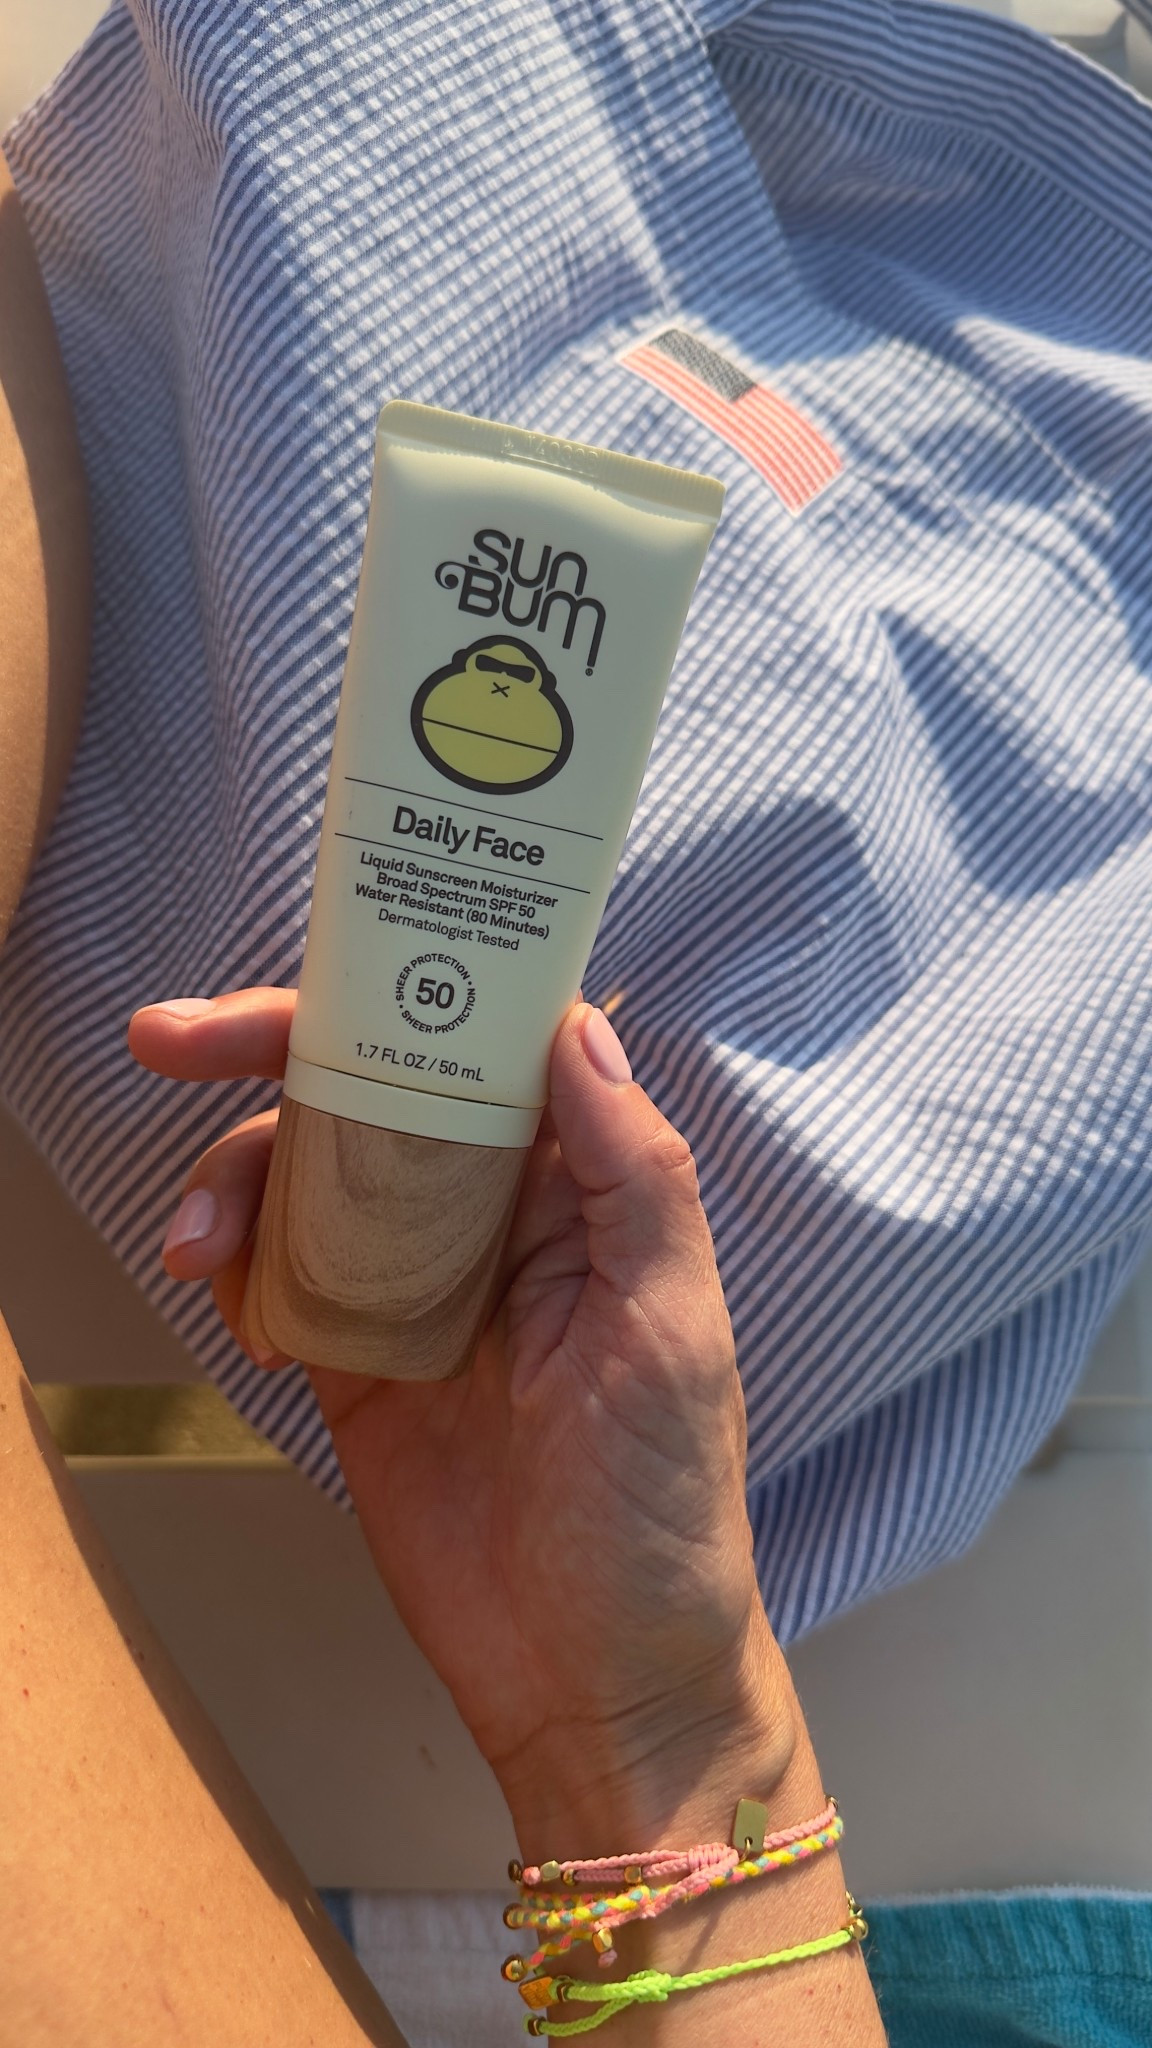 sun
BUM®
Daily Face
Liquid Sunscreen Moisturizer
Broad Spectrum SPF 50
Water Resistant (80 Minutes)
Dermatologist Tested
SHEER PROTECTION • SHEER PROTECTION •
50
1.7 FL OZ / 50 mL